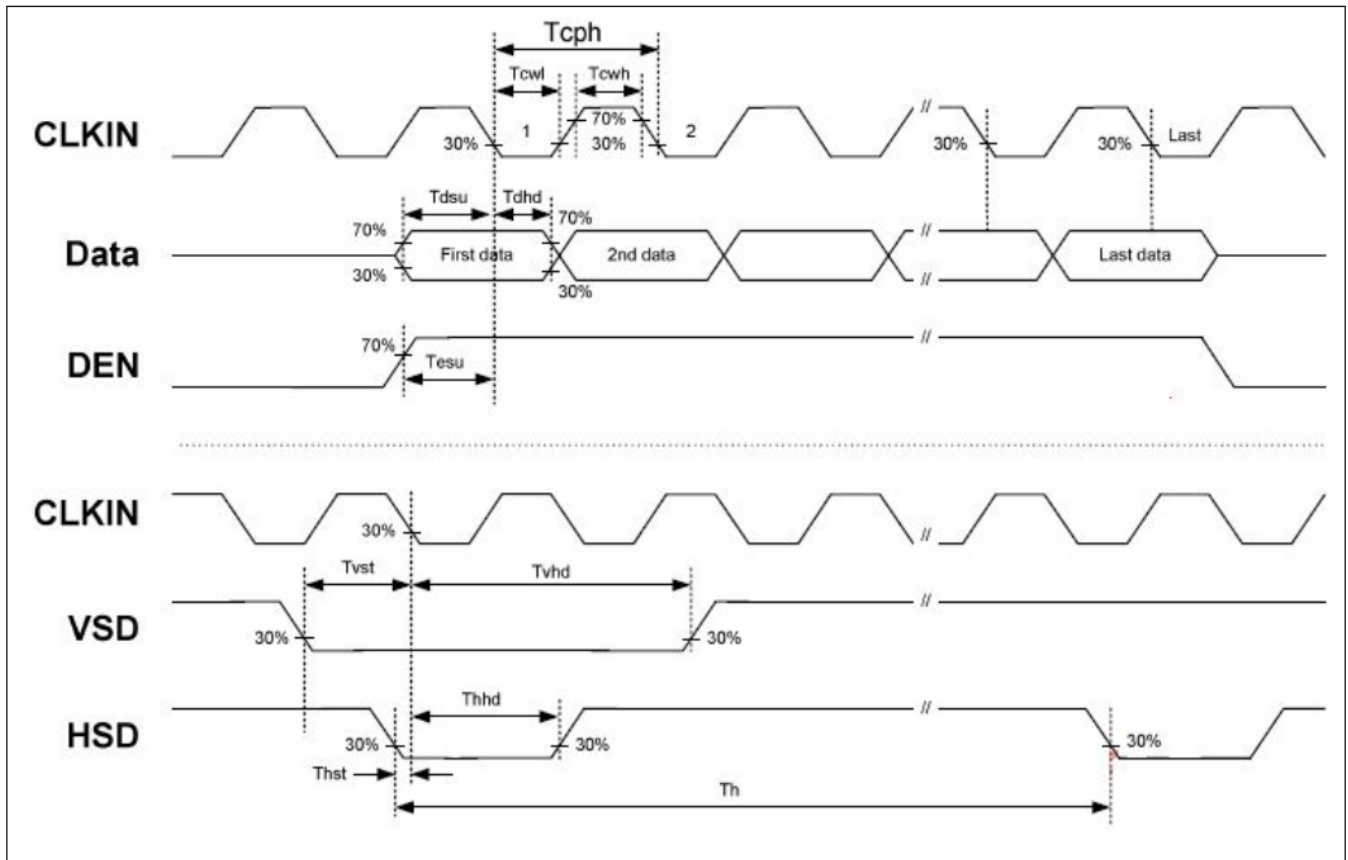 Tcph
Tcwl Tcwh
CLKIN 30% 1 70% 30% 2 // 30% 30% Last
Tdsu Tdhd
70% 70%
Data First data 2nd data // Last data
30% 30%
DEN 70% //
Tesu
CLKIN 30% //
Tvst Tvhd
VSD 30% 30% //
Thhd
HSD 30% 30% // 30%
Thst
Th